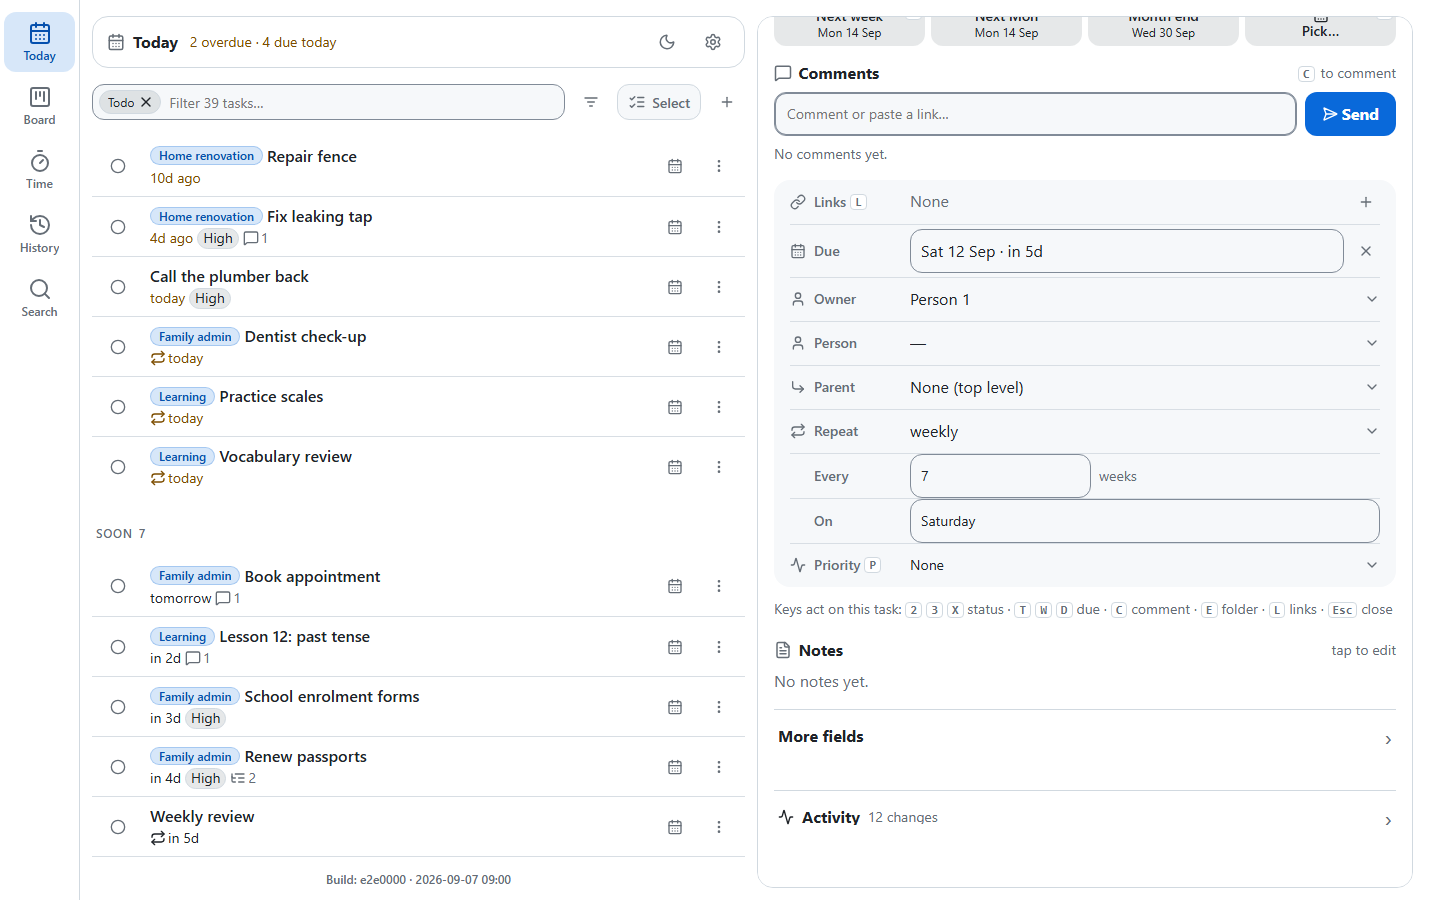 Today
Board
Time
History
Search
Today 2 overdue · 4 due today
Todo Filter 39 tasks... Select
Home renovation Repair fence
10d ago
Home renovation Fix leaking tap
4d ago High 1
Call the plumber back
today High
Family admin Dentist check-up
today
Learning Practice scales
today
Learning Vocabulary review
today
SOON 7
Family admin Book appointment
tomorrow 1
Learning Lesson 12: past tense
in 2d 1
Family admin School enrolment forms
in 3d High
Family admin Renew passports
in 4d High 2
Weekly review
in 5d
Build: e2e0000 · 2026-09-07 09:00
Next week Next Mon Month end
Mon 14 Sep Mon 14 Sep Wed 30 Sep Pick...
Comments C to comment
Comment or paste a link... Send
No comments yet.
Links L None
Due Sat 12 Sep · in 5d
Owner Person 1
Person —
Parent None (top level)
Repeat weekly
Every 7 weeks
On Saturday
Priority P None
Keys act on this task: 2 3 X status · T W D due · C comment · E folder · L links · Esc close
Notes tap to edit
No notes yet.
More fields
Activity 12 changes